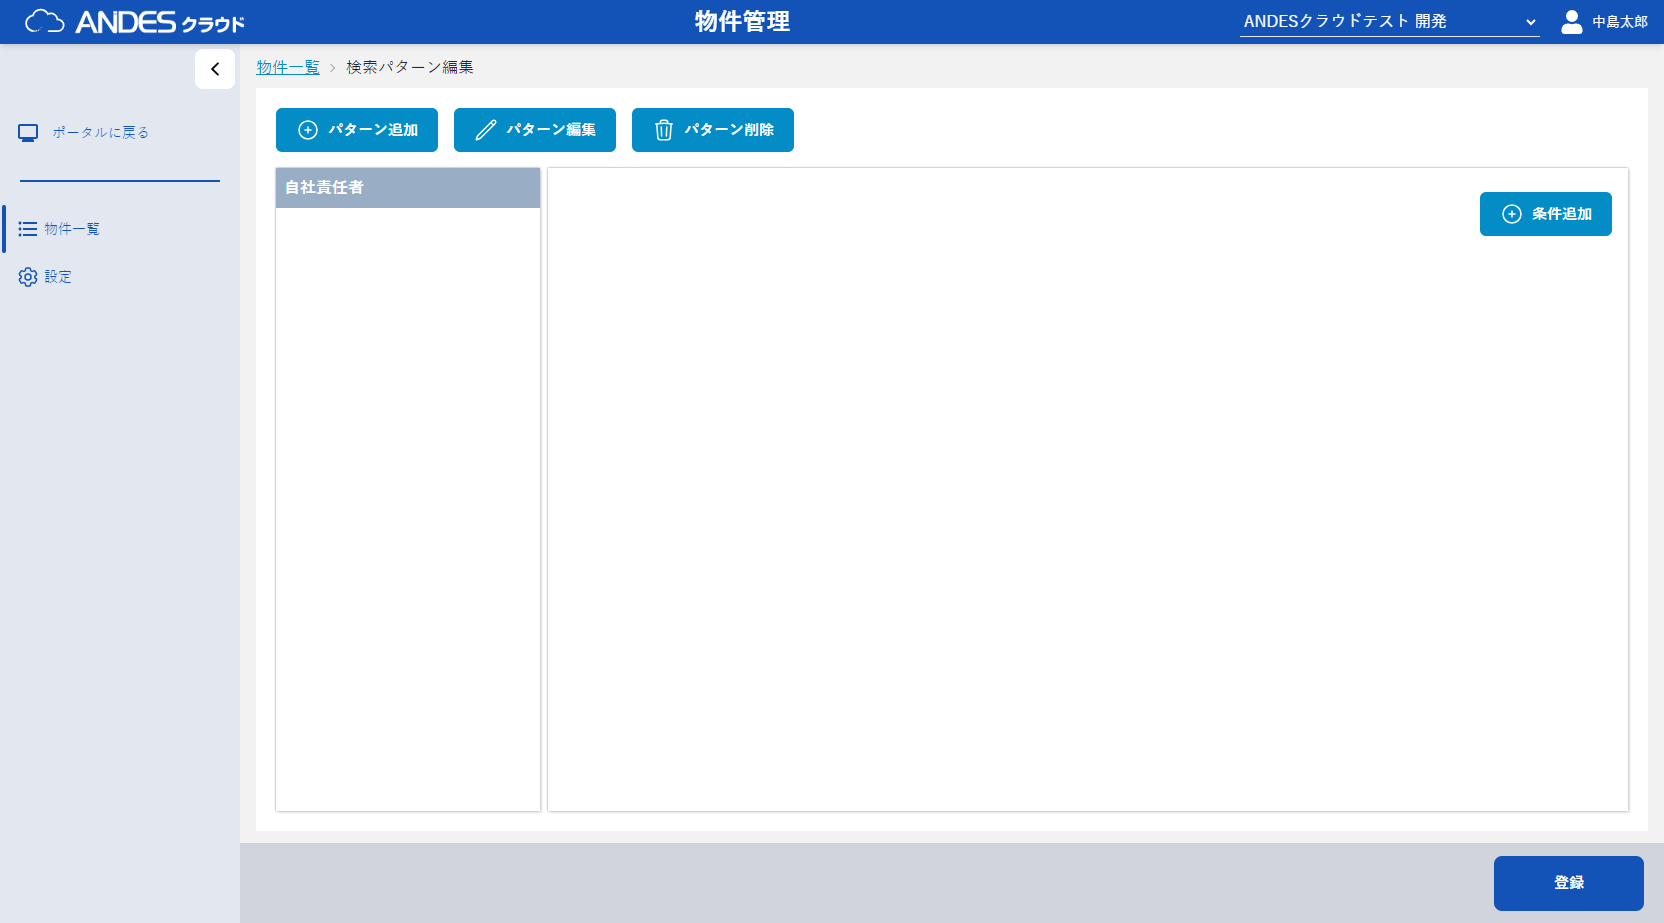 ANDES クラウド
物件管理
ANDESクラウドテスト 開発
中島太郎
物件一覧 > 検索パターン編集
ポータルに戻る
物件一覧
設定
パターン追加
パターン編集
パターン削除
自社責任者
条件追加
登録